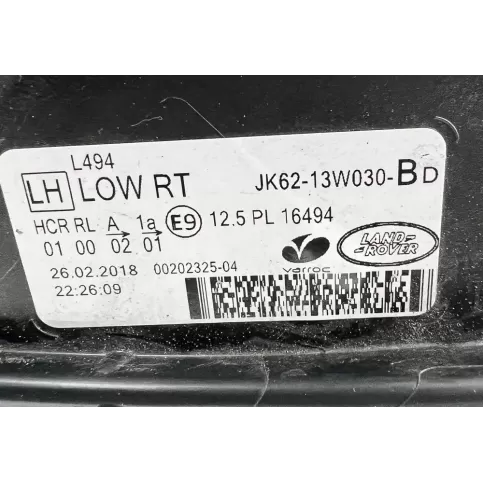 L494
LH LOW RT JK62-13W030-BD
HCR RL A 1a E9 12.5 PL 16494
01 00 02 01
26.02.2018 00202325-04
22:26:09
varroc
LAND-
ROVER